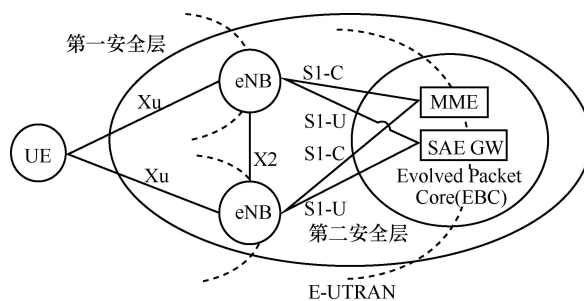 第一安全层
eNB
S1-C
MME
Xu
S1-U
UE
X2
S1-C
SAE GW
Xu
Evolved Packet
Core(EBC)
eNB
S1-U
第二安全层
E-UTRAN